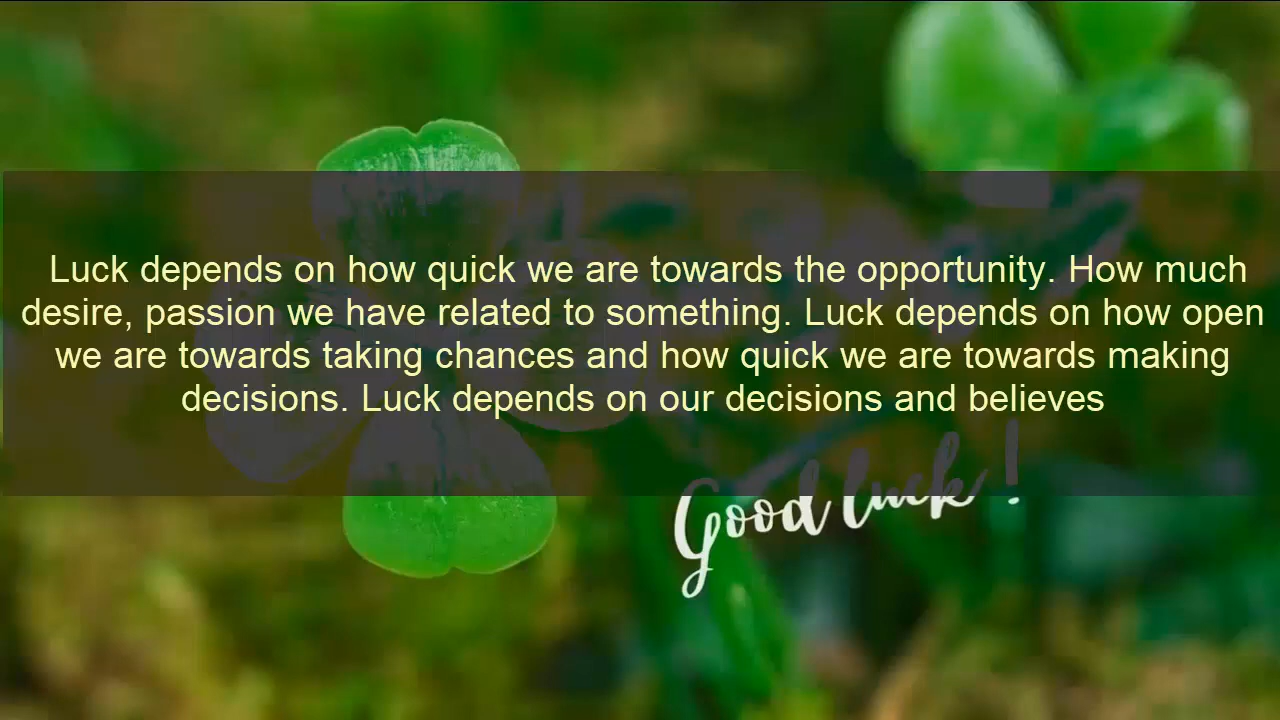 Luck depends on how quick we are towards the opportunity. How much
desire, passion we have related to something. Luck depends on how open
we are towards taking chances and how quick we are towards making
decisions. Luck depends on our decisions and believes
Good luck !